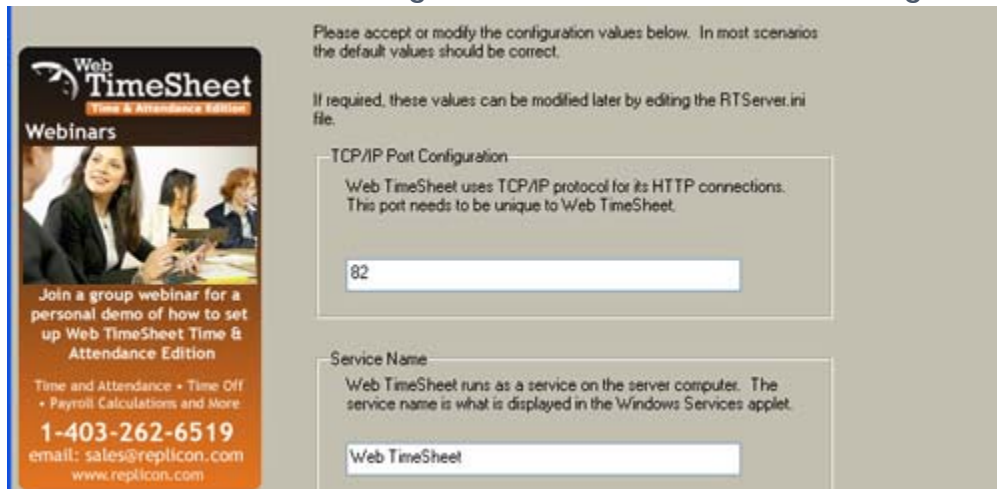 Web
TimeSheet
Time & Attendance Edition
Webinars
Join a group webinar for a
personal demo of how to set
up Web TimeSheet Time &
Attendance Edition
Time and Attendance • Time Off
• Payroll Calculations and More
1-403-262-6519
email: sales@replicon.com
www.replicon.com
Please accept or modify the configuration values below. In most scenarios
the default values should be correct.
If required, these values can be modified later by editing the RTServer.ini
file.
TCP/IP Port Configuration
Web TimeSheet uses TCP/IP protocol for its HTTP connections.
This port needs to be unique to Web TimeSheet.
82
Service Name
Web TimeSheet runs as a service on the server computer. The
service name is what is displayed in the Windows Services applet.
Web TimeSheet